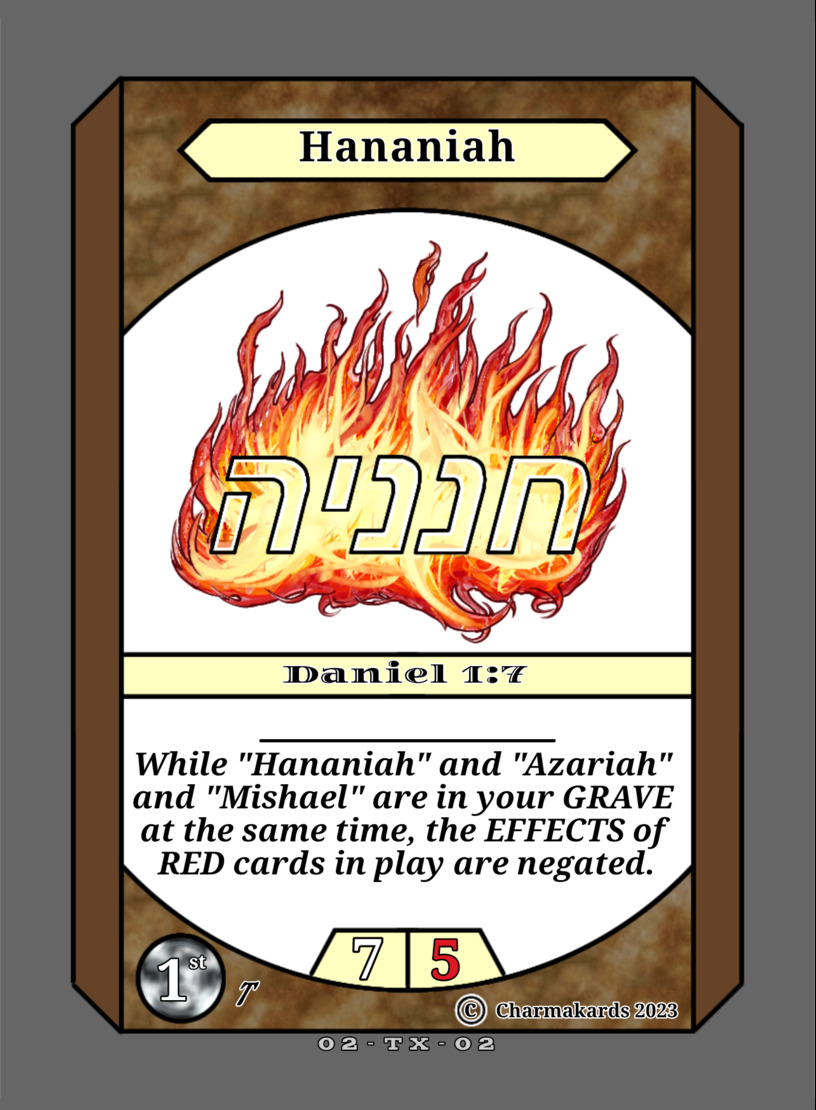 Hananiah
חנניה
Daniel 1:7
While "Hananiah" and "Azariah"
and "Mishael" are in your GRAVE
at the same time, the EFFECTS of
RED cards in play are negated.
7 5
1st T
© Charmakards 2023
02-TX-02